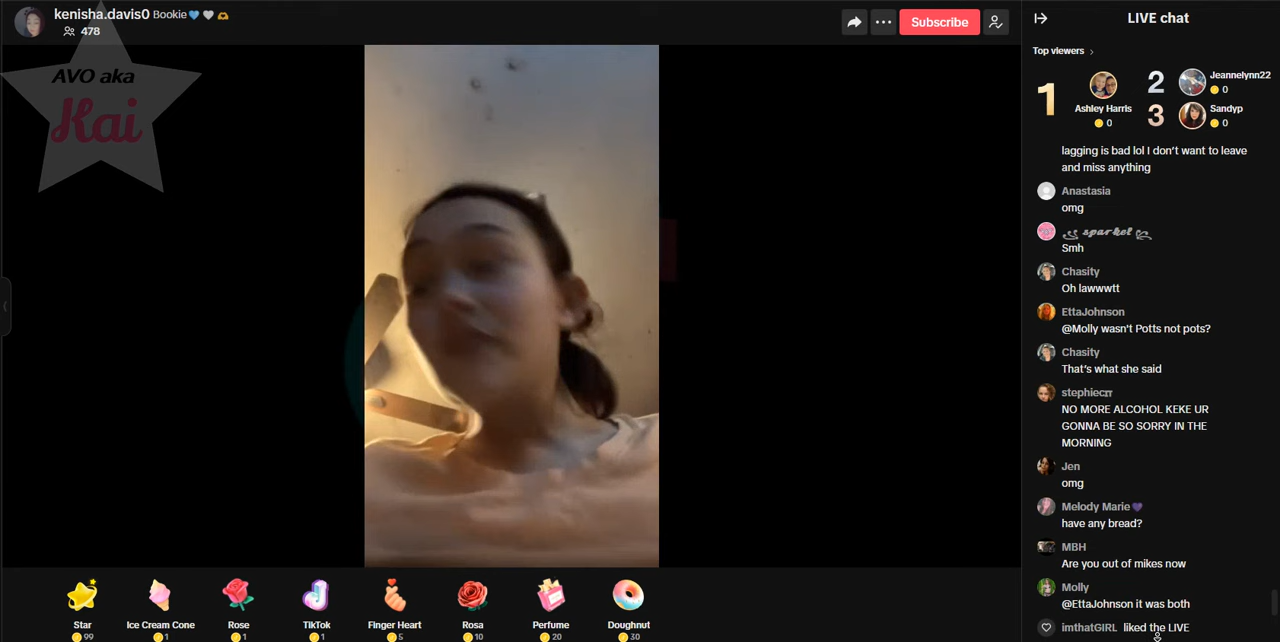 kenisha.davis0 Bookie💙🤍🫶
478
Subscribe
AVO aka
Kai
LIVE chat
Top viewers
1
Ashley Harris
0
2
Jeannelynn22
0
3
Sandyp
0
lagging is bad lol I don't want to leave
and miss anything
Anastasia
omg
sparkel
Smh
Chasity
Oh lawwwtt
EttaJohnson
@Molly wasn't Potts not pots?
Chasity
That's what she said
NO MORE ALCOHOL KEKE UR
GONNA BE SO SORRY IN THE
MORNING
Jen
omg
Melody Marie💜
have any bread?
MBH
Are you out of mikes now
Molly
@EttaJohnson it was both
imthatGIRL liked the LIVE
Star
99
Ice Cream Cone
1
Rose
1
TikTok
1
Finger Heart
5
Rosa
10
Perfume
20
Doughnut
30